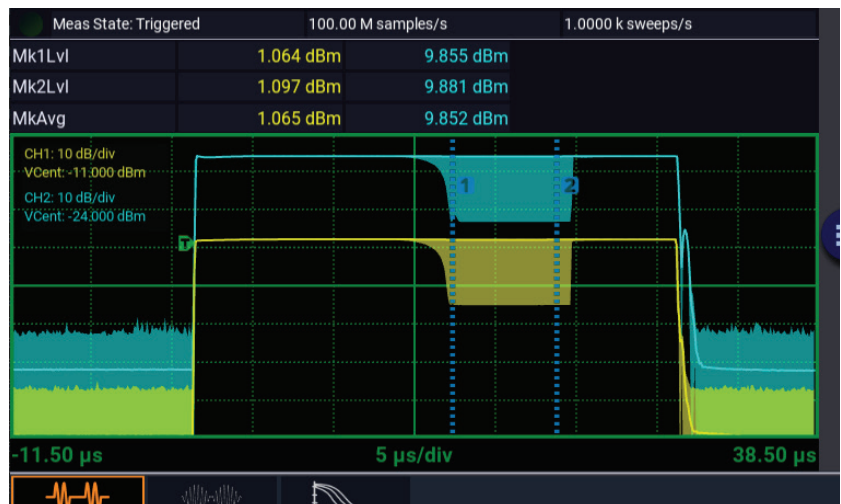 Meas State: Triggered 100.00 M samples/s 1.0000 k sweeps/s
Mk1Lvl 1.064 dBm 9.855 dBm
Mk2Lvl 1.097 dBm 9.881 dBm
MkAvg 1.065 dBm 9.852 dBm
CH1: 10 dB/div
VCent: -11.000 dBm
CH2: 10 dB/div
VCent: -24.000 dBm
1 2
T
-11.50 µs 5 µs/div 38.50 µs